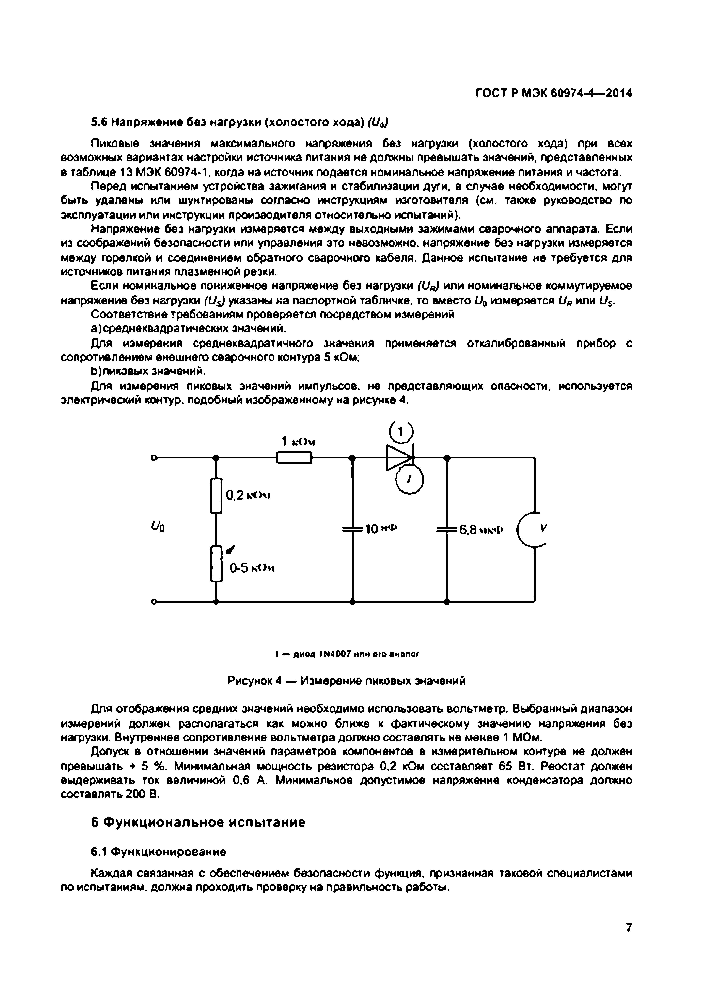 ГОСТ Р МЭК 60974-4—2014
5.6 Напряжение без нагрузки (холостого хода) (U₀)
Пиковые значения максимального напряжения без нагрузки (холостого хода) при всех
возможных вариантах настройки источника питания не должны превышать значений, представленных
в таблице 13 МЭК 60974-1, когда на источник подается номинальное напряжение питания и частота.
Перед испытанием устройства зажигания и стабилизации дуги, в случае необходимости, могут
быть удалены или шунтированы согласно инструкциям изготовителя (см. также руководство по
эксплуатации или инструкции производителя относительно испытаний).
Напряжение без нагрузки измеряется между выходными зажимами сварочного аппарата. Если
из соображений безопасности или управления это невозможно, напряжение без нагрузки измеряется
между горелкой и соединением обратного сварочного кабеля. Данное испытание не требуется для
источников питания плазменной резки.
Если номинальное пониженное напряжение без нагрузки (U_R) или номинальное коммутируемое
напряжение без нагрузки (U_S) указаны на паспортной табличке, то вместо U₀ измеряется U_R или U_S.
Соответствие требованиям проверяется посредством измерений
a)среднеквадратических значений.
Для измерения среднеквадратичного значения применяется откалиброванный прибор с
сопротивлением внешнего сварочного контура 5 кОм;
b)пиковых значений.
Для измерения пиковых значений импульсов, не представляющих опасности, используется
электрический контур, подобный изображенному на рисунке 4.
1
1 кОм
1
0,2 кОм
U₀
10 нФ
6,8 мкФ
V
0-5 кОм
1 — диод 1N4007 или его аналог
Рисунок 4 — Измерение пиковых значений
Для отображения средних значений необходимо использовать вольтметр. Выбранный диапазон
измерений должен располагаться как можно ближе к фактическому значению напряжения без
нагрузки. Внутреннее сопротивление вольтметра должно составлять не менее 1 МОм.
Допуск в отношении значений параметров компонентов в измерительном контуре не должен
превышать + 5 %. Минимальная мощность резистора 0,2 кОм составляет 65 Вт. Реостат должен
выдерживать ток величиной 0.6 А. Минимальное допустимое напряжение конденсатора должно
составлять 200 В.
6 Функциональное испытание
6.1 Функционирование
Каждая связанная с обеспечением безопасности функция, признанная таковой специалистами
по испытаниям, должна проходить проверку на правильность работы.
7